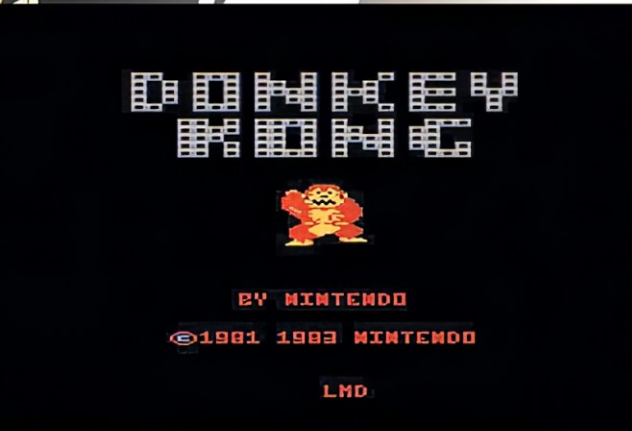 DONKEY
KONG
BY NINTENDO
©1981 1983 NINTENDO
LMD